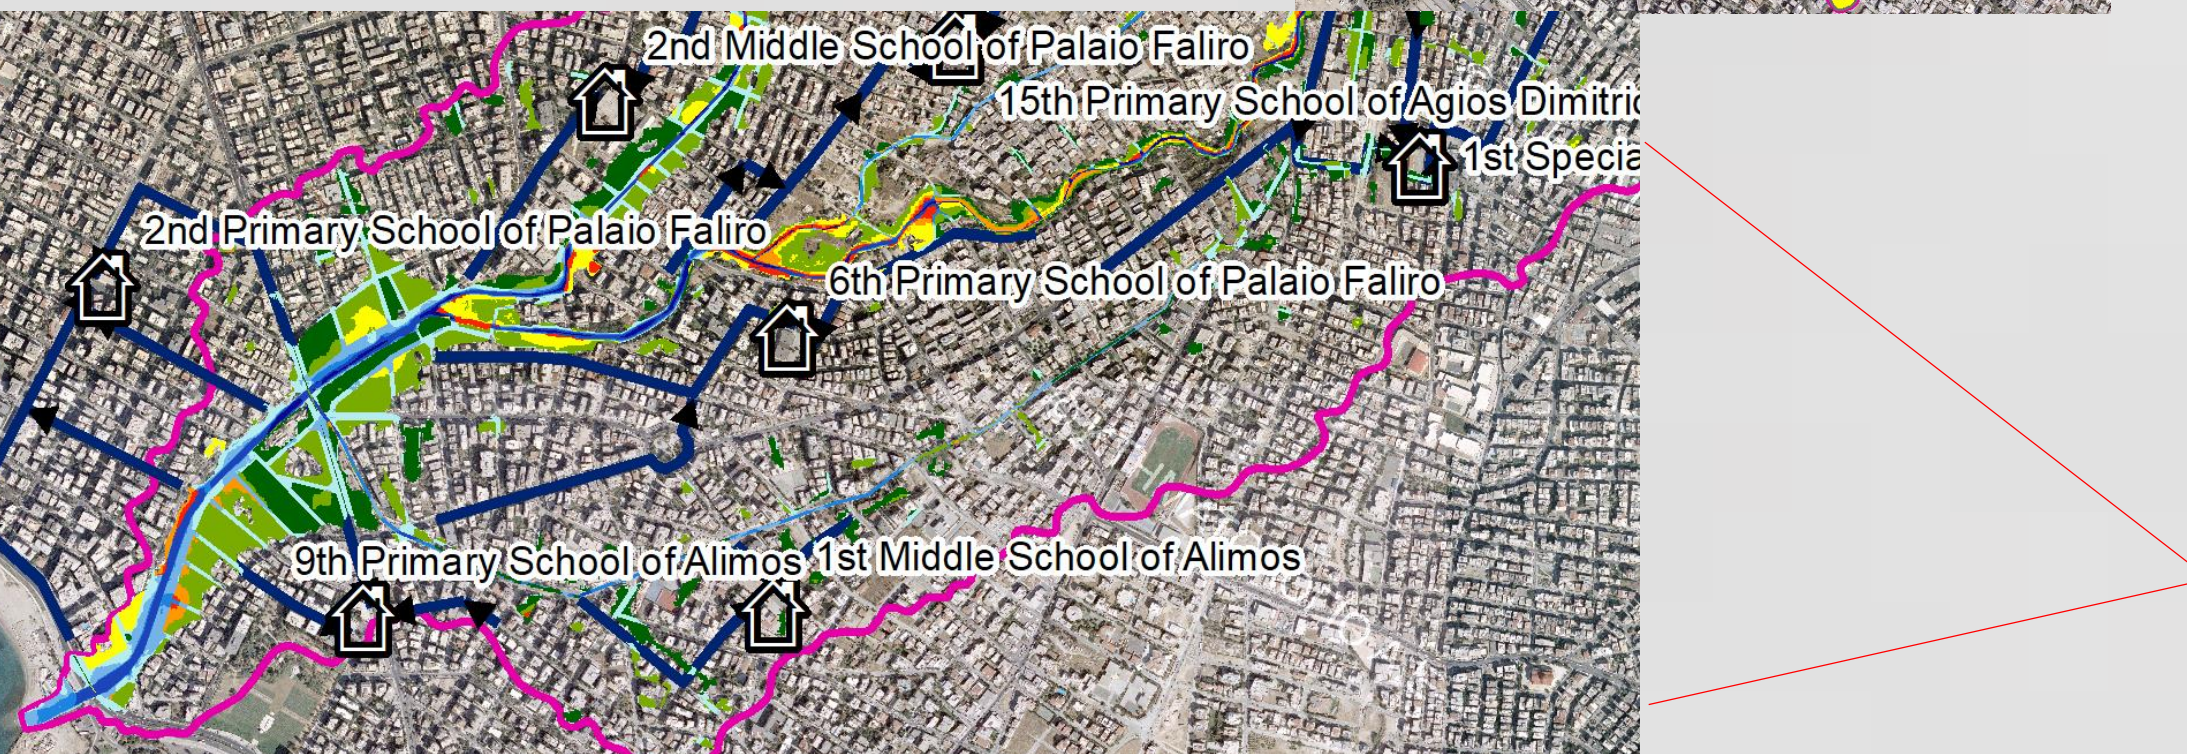 2nd Middle School of Palaio Faliro
15th Primary School of Agios Dimitri
1st Specia
2nd Primary School of Palaio Faliro
6th Primary School of Palaio Faliro
9th Primary School of Alimos
1st Middle School of Alimos